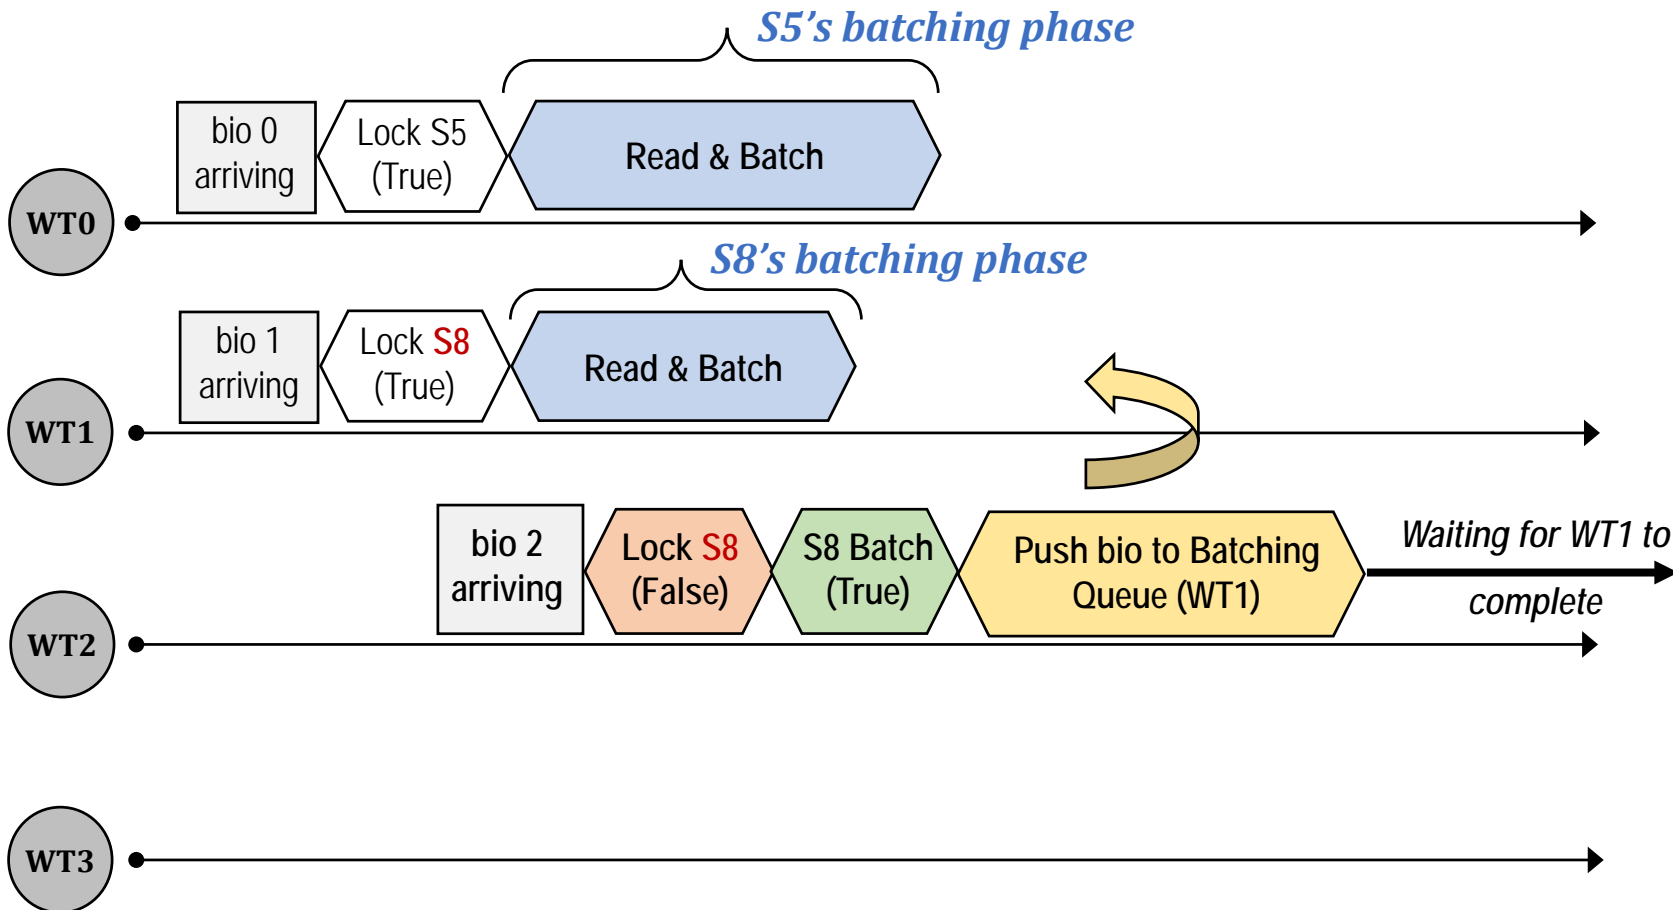 S5's batching phase
bio 0
arriving
Lock S5
(True)
Read & Batch
WT0
S8's batching phase
bio 1
arriving
Lock S8
(True)
Read & Batch
WT1
bio 2
arriving
Lock S8
(False)
S8 Batch
(True)
Push bio to Batching
Queue (WT1)
Waiting for WT1 to
complete
WT2
WT3